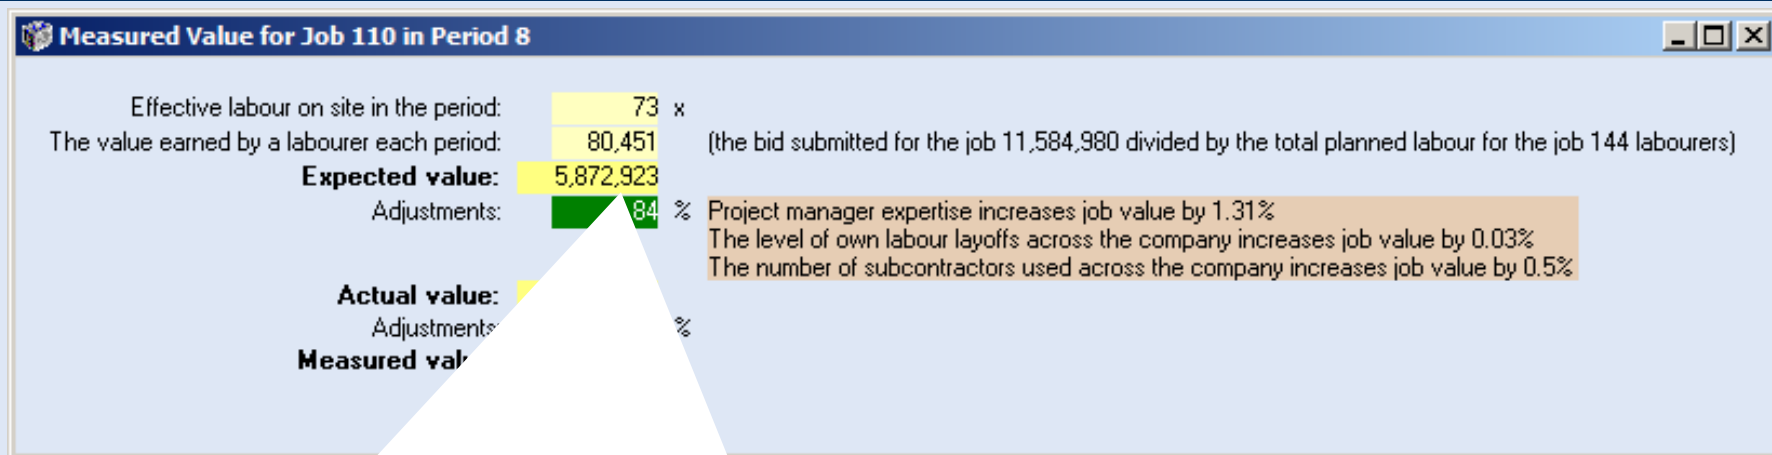 Measured Value for Job 110 in Period 8
Effective labour on site in the period: 73 x
The value earned by a labourer each period: 80,451 (the bid submitted for the job 11,584,980 divided by the total planned labour for the job 144 labourers)
Expected value: 5,872,923
Adjustments: 84 % Project manager expertise increases job value by 1.31%
The level of own labour layoffs across the company increases job value by 0.03%
The number of subcontractors used across the company increases job value by 0.5%
Actual value:
Adjustments %
Measured